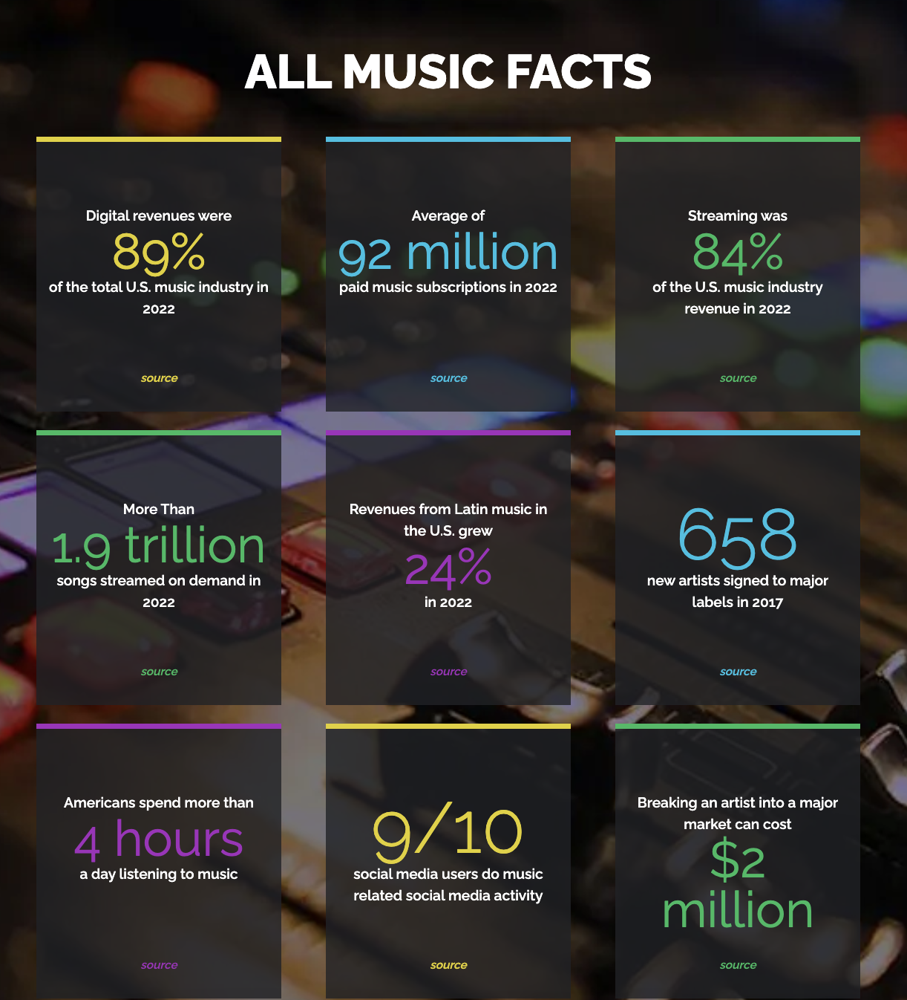 ALL MUSIC FACTS
Digital revenues were
89%
of the total U.S. music industry in
2022
source
Average of
92 million
paid music subscriptions in 2022
source
Streaming was
84%
of the U.S. music industry
revenue in 2022
source
More Than
1.9 trillion
songs streamed on demand in
2022
source
Revenues from Latin music in
the U.S. grew
24%
in 2022
source
658
new artists signed to major
labels in 2017
source
Americans spend more than
4 hours
a day listening to music
source
9/10
social media users do music
related social media activity
source
Breaking an artist into a major
market can cost
$2
million
source